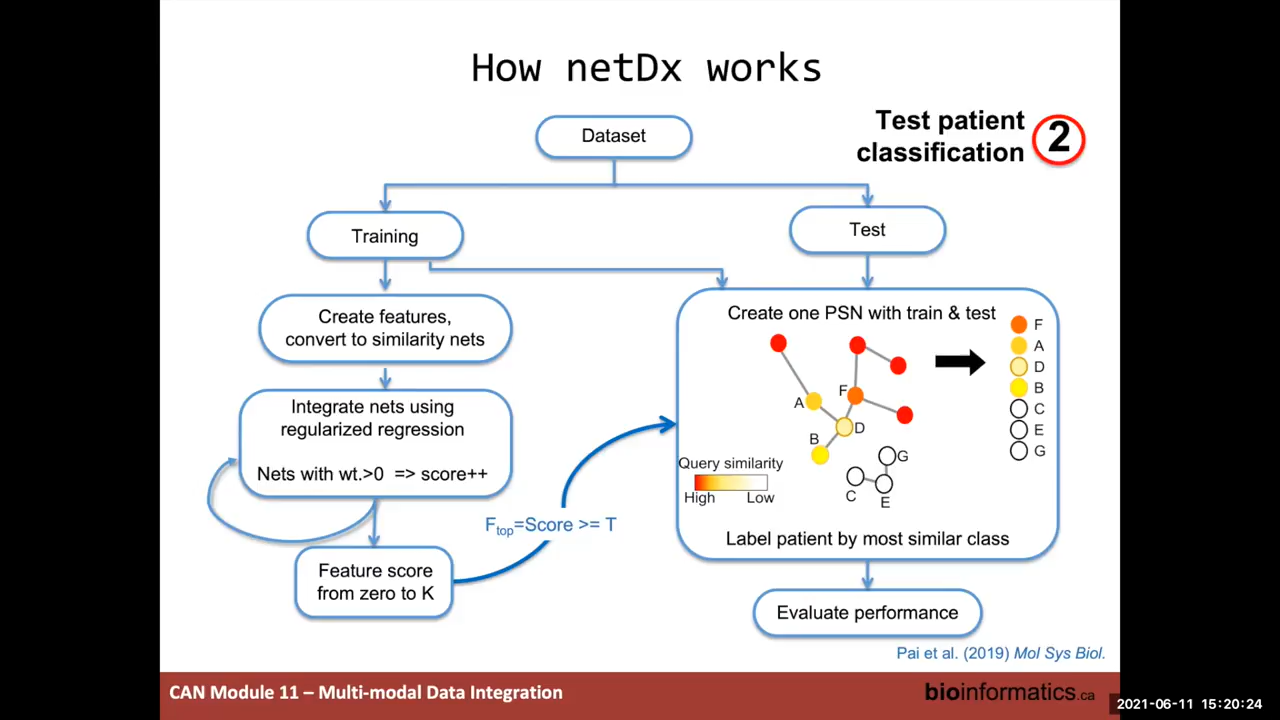 How netDx works
Test patient
classification
2
Dataset
Training
Test
Create features,
convert to similarity nets
Integrate nets using
regularized regression
Nets with wt.>0 => score++
Feature score
from zero to K
Ftop=Score >= T
Create one PSN with train & test
A
F
D
B
G
C
E
Query similarity
High
Low
F
A
D
B
C
E
G
Label patient by most similar class
Evaluate performance
Pai et al. (2019) Mol Sys Biol.
CAN Module 11 – Multi-modal Data Integration
bioinformatics.ca
2021-06-11 15:20:24